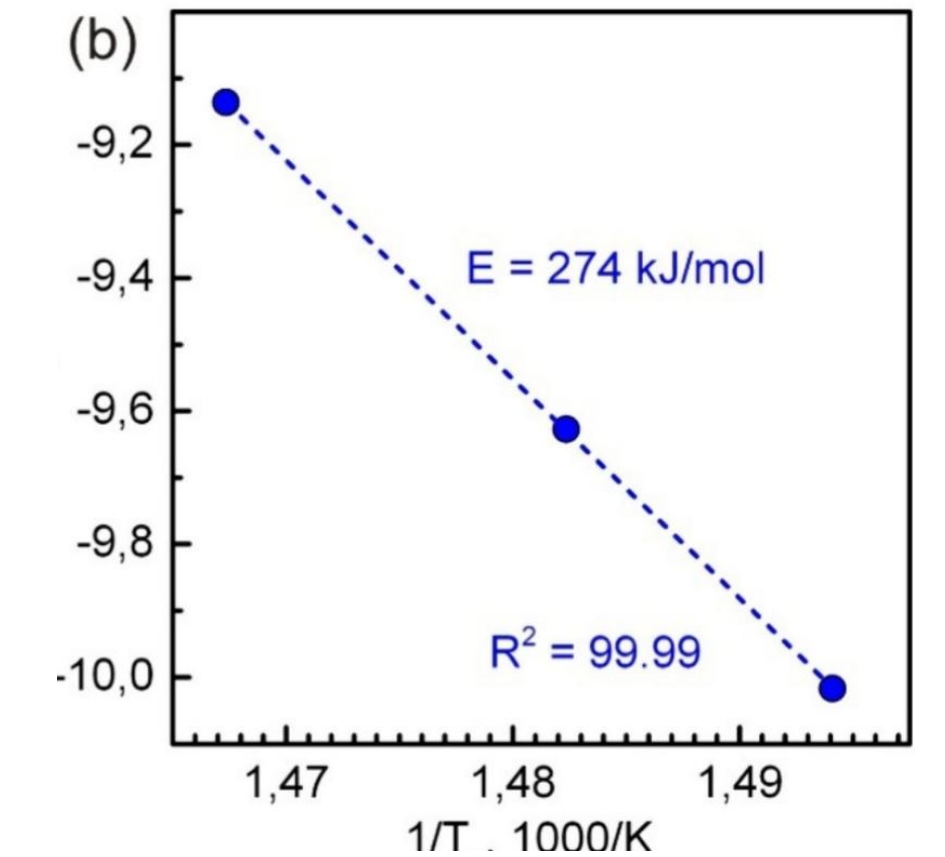 (b)
-9,2
-9,4
E = 274 kJ/mol
-9,6
-9,8
R² = 99.99
-10,0
1,47 1,48 1,49
1/T , 1000/K